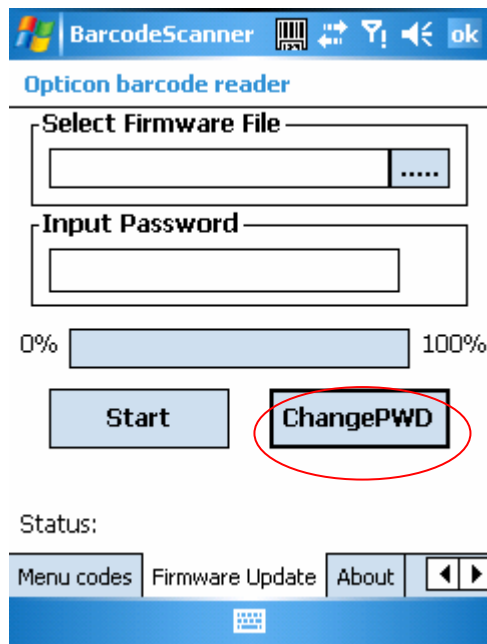 BarcodeScanner ok
Opticon barcode reader
Select Firmware File
.....
Input Password
0% 100%
Start ChangePWD
Status:
Menu codes Firmware Update About